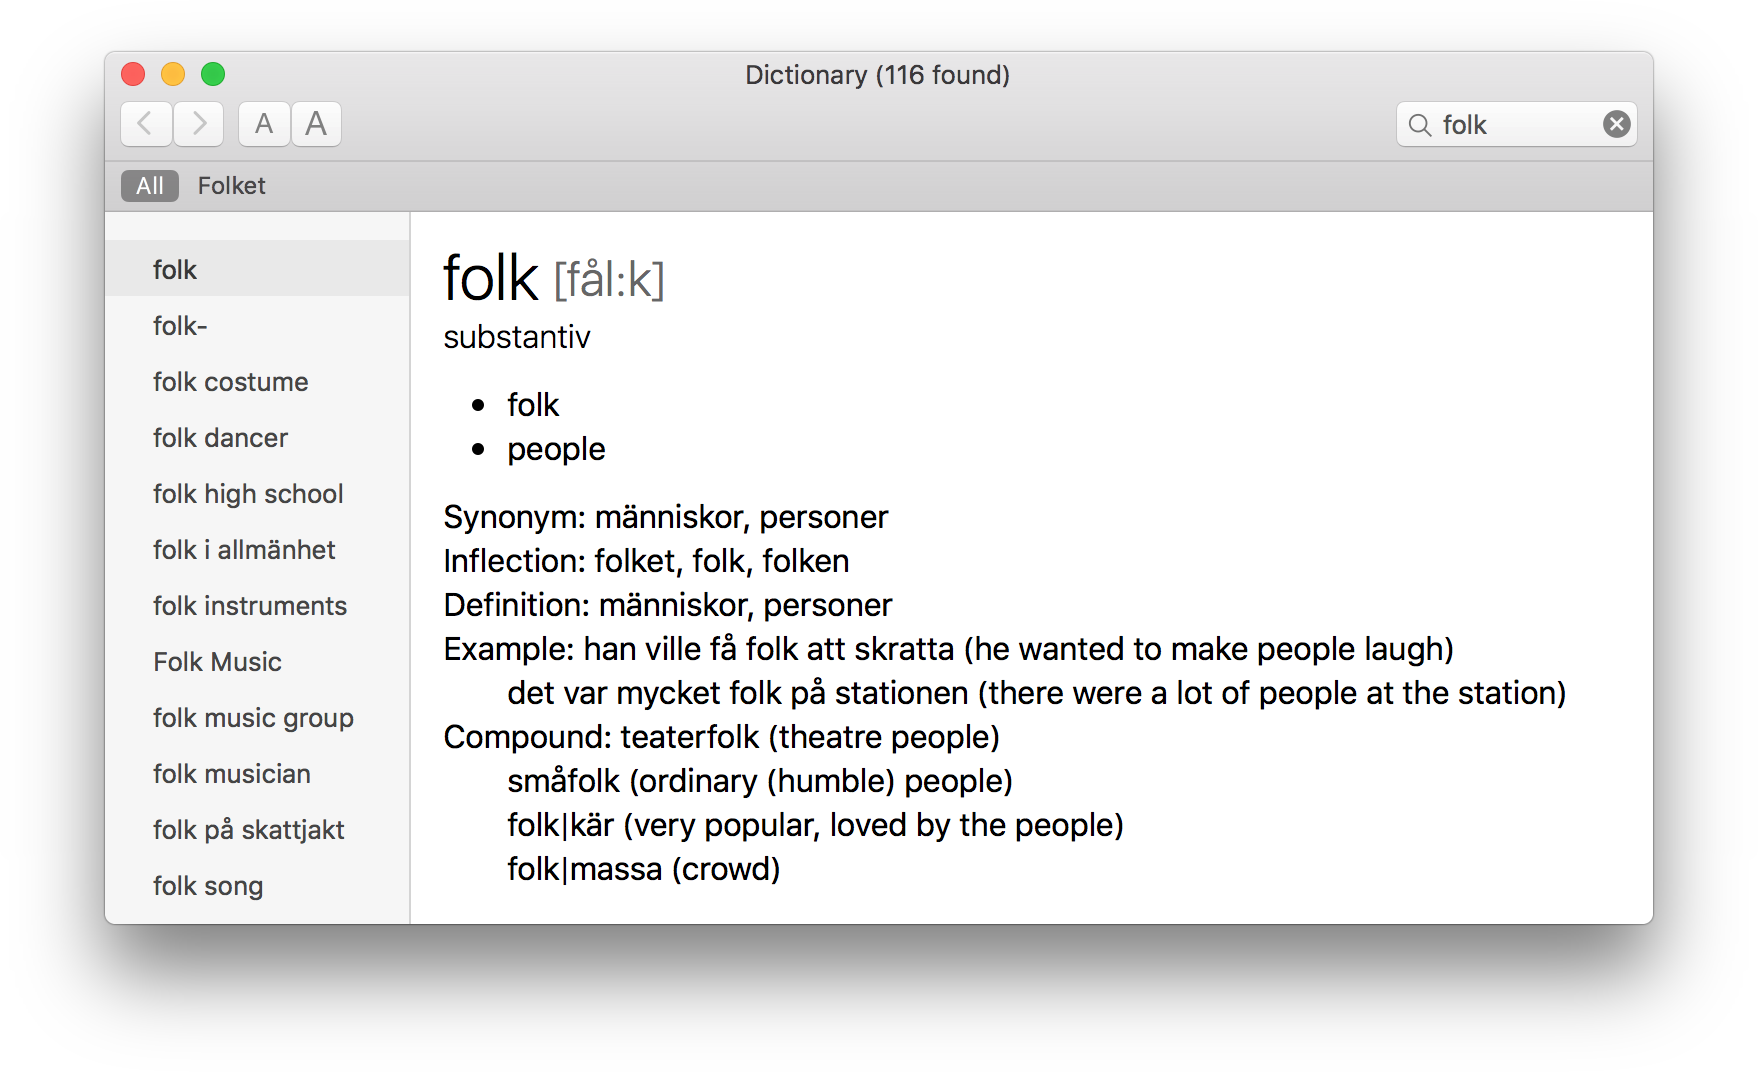 Dictionary (116 found)
A A
folk
All Folket
folk
folk-
folk costume
folk dancer
folk high school
folk i allmänhet
folk instruments
Folk Music
folk music group
folk musician
folk på skattjakt
folk song
folk [fål:k]
substantiv
• folk
• people
Synonym: människor, personer
Inflection: folket, folk, folken
Definition: människor, personer
Example: han ville få folk att skratta (he wanted to make people laugh)
det var mycket folk på stationen (there were a lot of people at the station)
Compound: teaterfolk (theatre people)
småfolk (ordinary (humble) people)
folk|kär (very popular, loved by the people)
folk|massa (crowd)